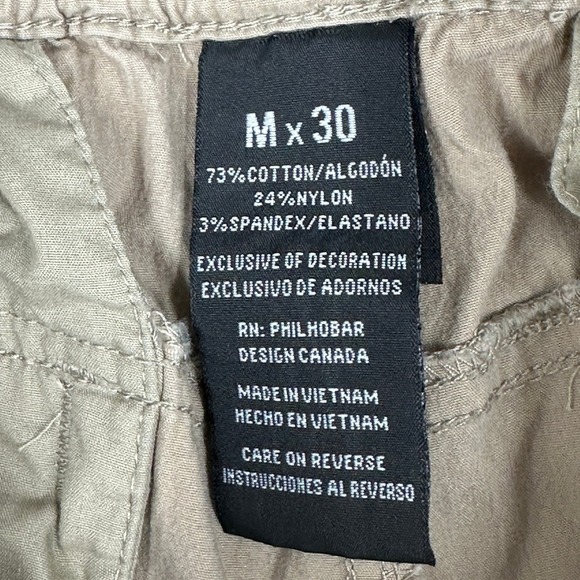 M x 30
73%COTTON/ALGODÓN
24%NYLON
3%SPANDEX/ELASTANO
EXCLUSIVE OF DECORATION
EXCLUSIVO DE ADORNOS
RN: PHILHOBAR
DESIGN CANADA
MADE IN VIETNAM
HECHO EN VIETNAM
CARE ON REVERSE
INSTRUCCIONES AL REVERSO